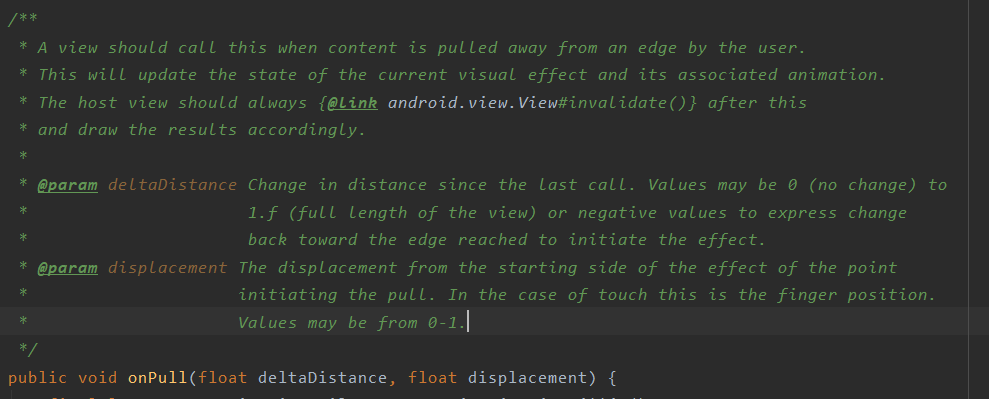 /**
* A view should call this when content is pulled away from an edge by the user.
* This will update the state of the current visual effect and its associated animation.
* The host view should always {@link android.view.View#invalidate()} after this
* and draw the results accordingly.
*
* @param deltaDistance Change in distance since the last call. Values may be 0 (no change) to
* 1.f (full length of the view) or negative values to express change
* back toward the edge reached to initiate the effect.
* @param displacement The displacement from the starting side of the effect of the point
* initiating the pull. In the case of touch this is the finger position.
* Values may be from 0-1.
*/
public void onPull(float deltaDistance, float displacement) {